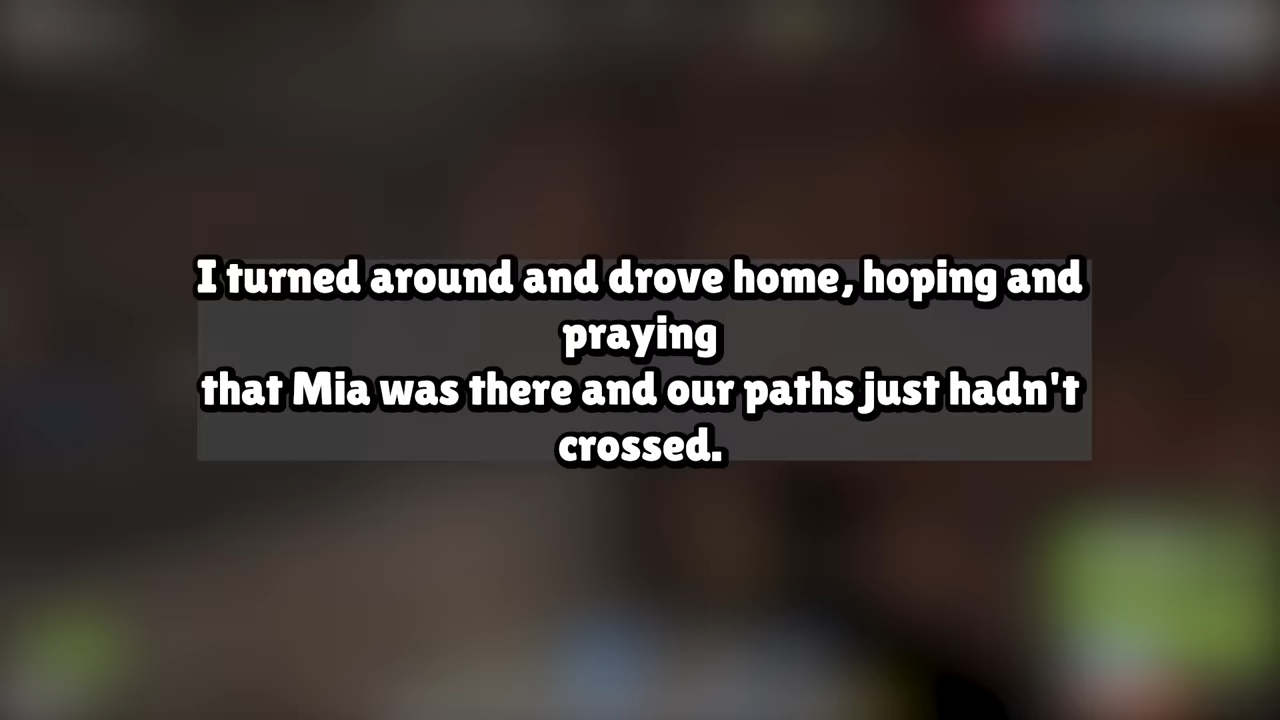 I turned around and drove home, hoping and
praying
that Mia was there and our paths just hadn't
crossed.